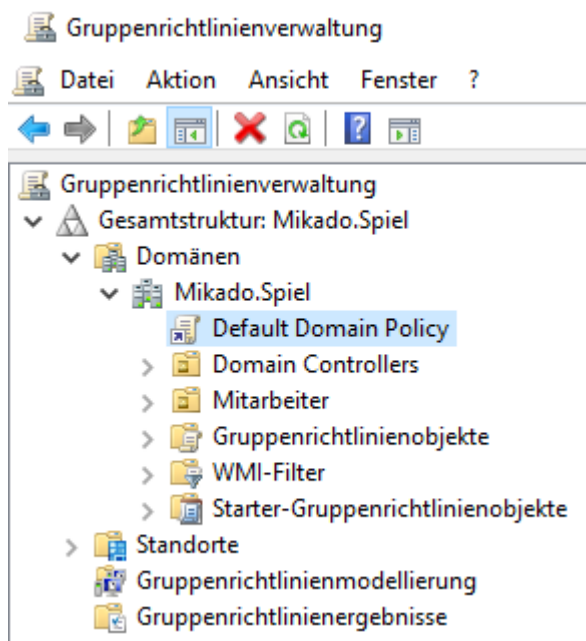 Gruppenrichtlinienverwaltung
Datei Aktion Ansicht Fenster ?
Gruppenrichtlinienverwaltung
Gesamtstruktur: Mikado.Spiel
Domänen
Mikado.Spiel
Default Domain Policy
Domain Controllers
Mitarbeiter
Gruppenrichtlinienobjekte
WMI-Filter
Starter-Gruppenrichtlinienobjekte
Standorte
Gruppenrichtlinienmodellierung
Gruppenrichtlinienergebnisse